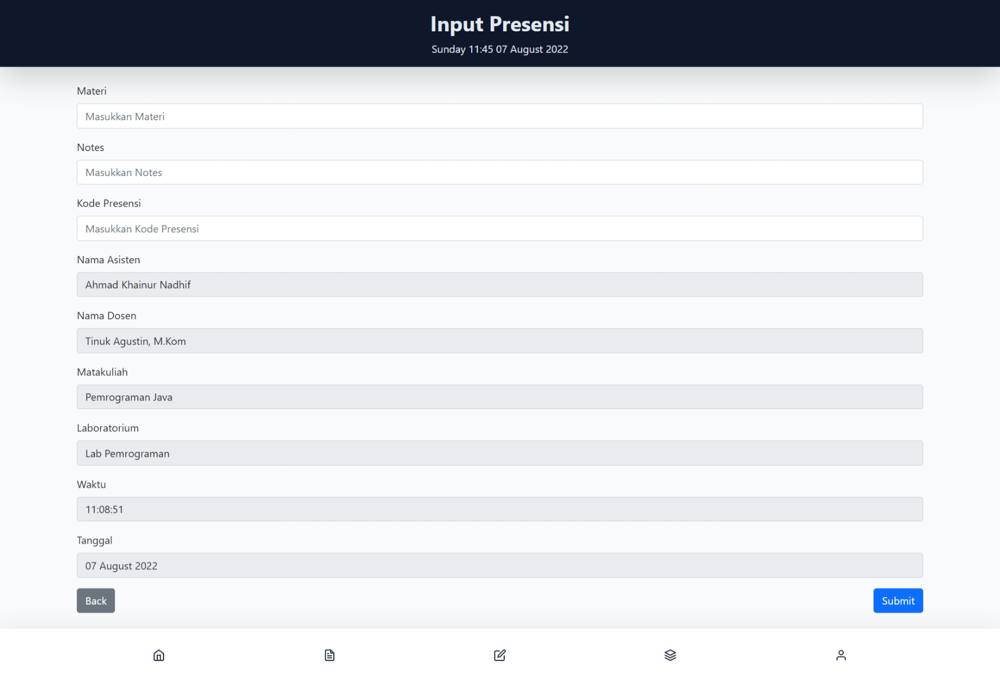 Input Presensi
Sunday 11:45 07 August 2022
Materi
Masukkan Materi
Notes
Masukkan Notes
Kode Presensi
Masukkan Kode Presensi
Nama Asisten
Ahmad Khainur Nadhif
Nama Dosen
Tinuk Agustin, M.Kom
Matakuliah
Pemrograman Java
Laboratorium
Lab Pemrograman
Waktu
11:08:51
Tanggal
07 August 2022
Back
Submit